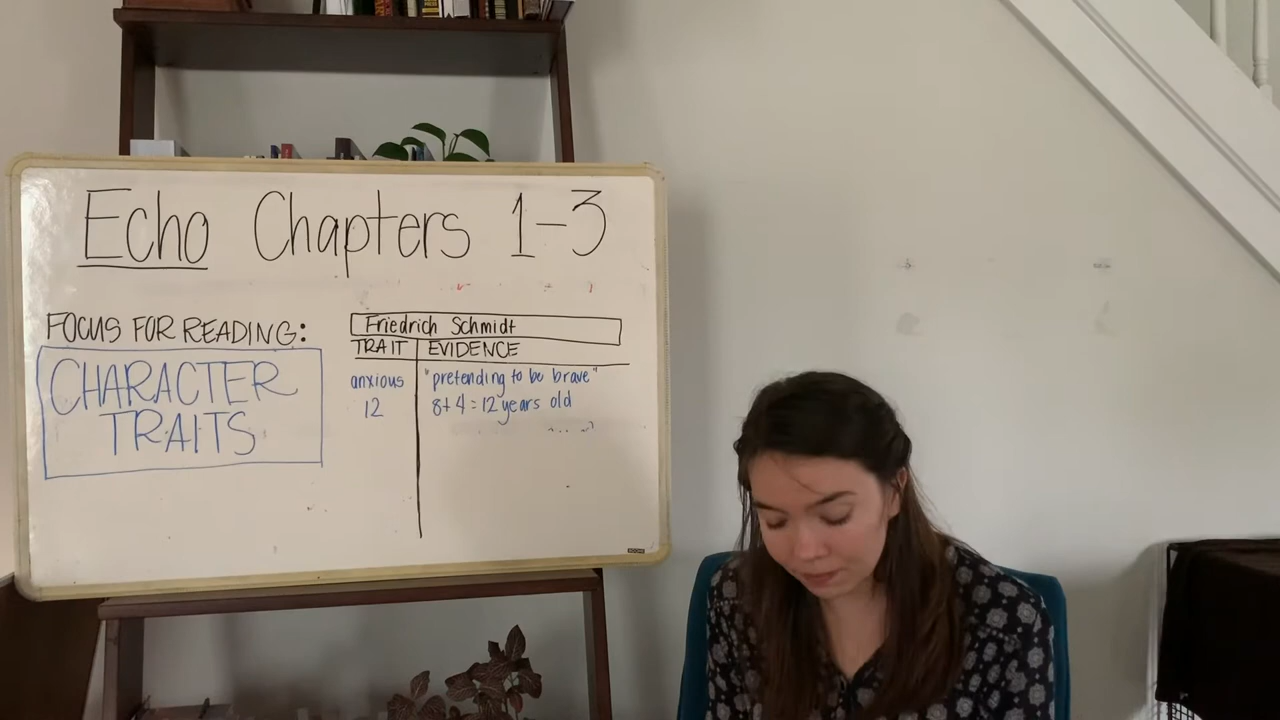 Echo Chapters 1-3
FOCUS FOR READING:
CHARACTER
TRAITS
Friedrich Schmidt
TRAIT EVIDENCE
anxious "pretending to be brave"
12 8+4=12 years old